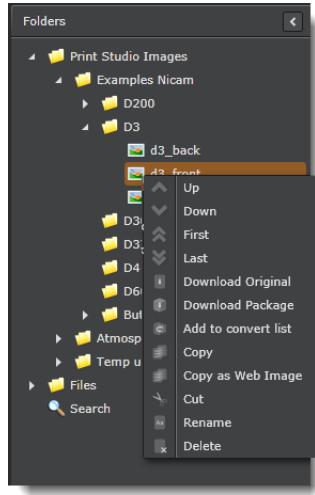 Folders
Print Studio Images
Examples Nicam
D200
D3
d3_back
d3_front
Up
Down
First
Last
Download Original
Download Package
Add to convert list
Copy
Copy as Web Image
Cut
Rename
Delete
D4
Files
Search